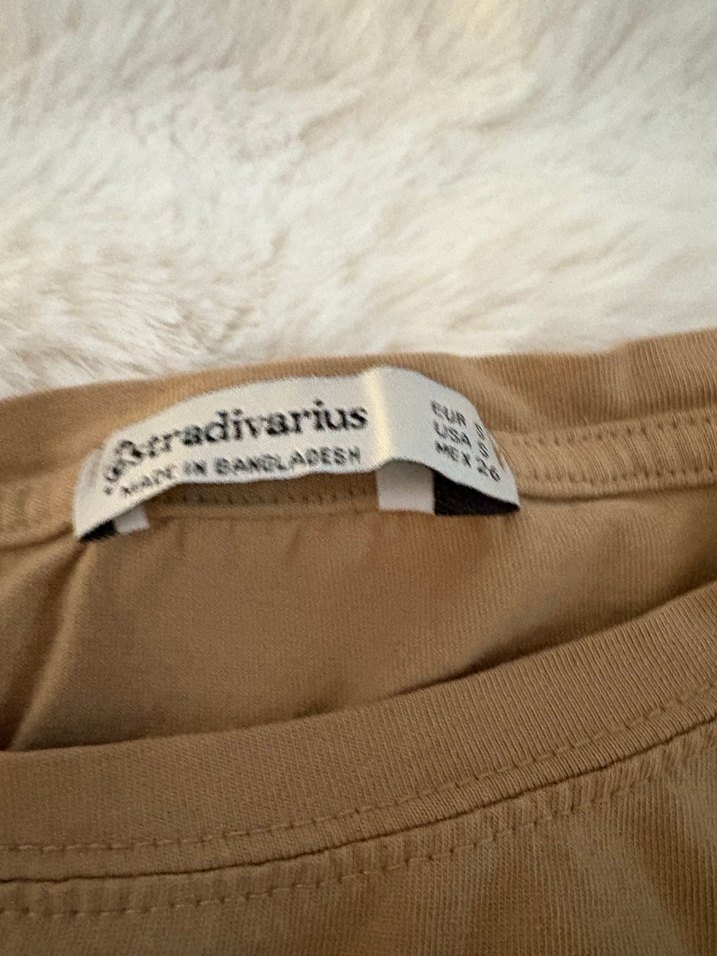 stradivarius
MADE IN BANGLADESH
EUR S
USA S
MEX 26